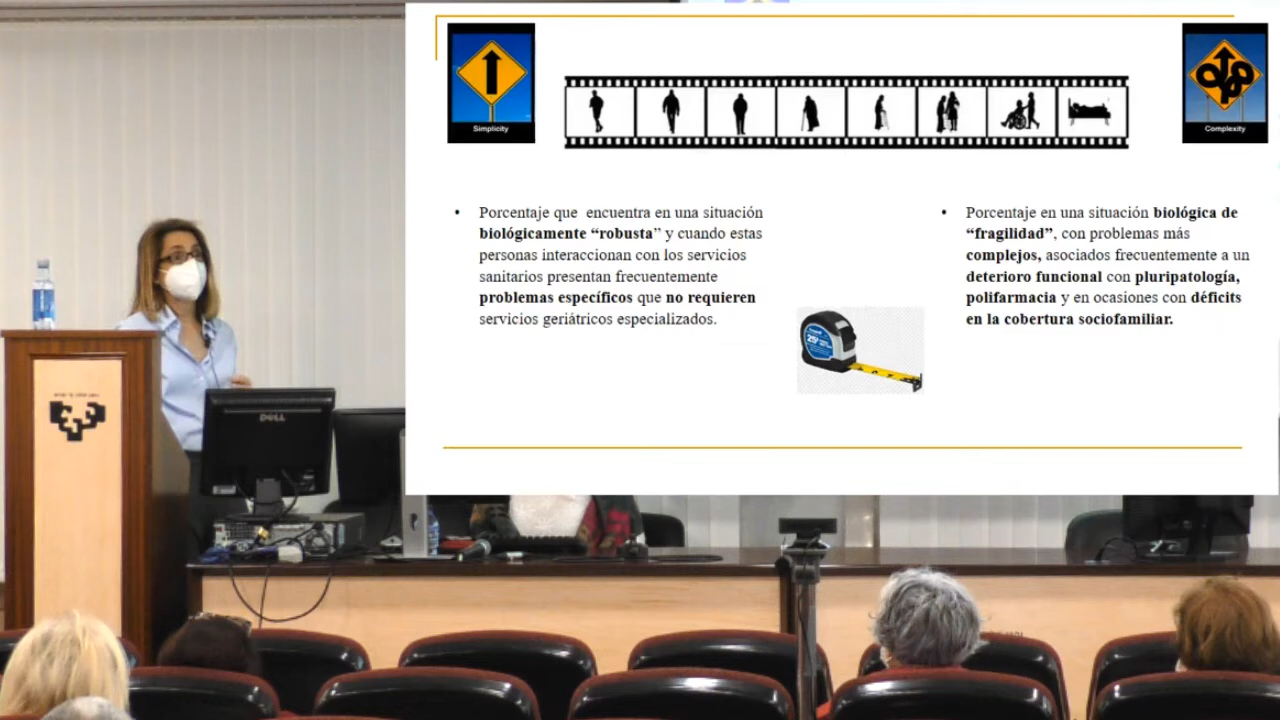 Simplicity
Complexity
• Porcentaje que encuentra en una situación
biológicamente “robusta” y cuando estas
personas interaccionan con los servicios
sanitarios presentan frecuentemente
problemas específicos que no requieren
servicios geriátricos especializados.
• Porcentaje en una situación biológica de
“fragilidad”, con problemas más
complejos, asociados frecuentemente a un
deterioro funcional con pluripatología,
polifarmacia y en ocasiones con déficits
en la cobertura sociofamiliar.
25'
DELL